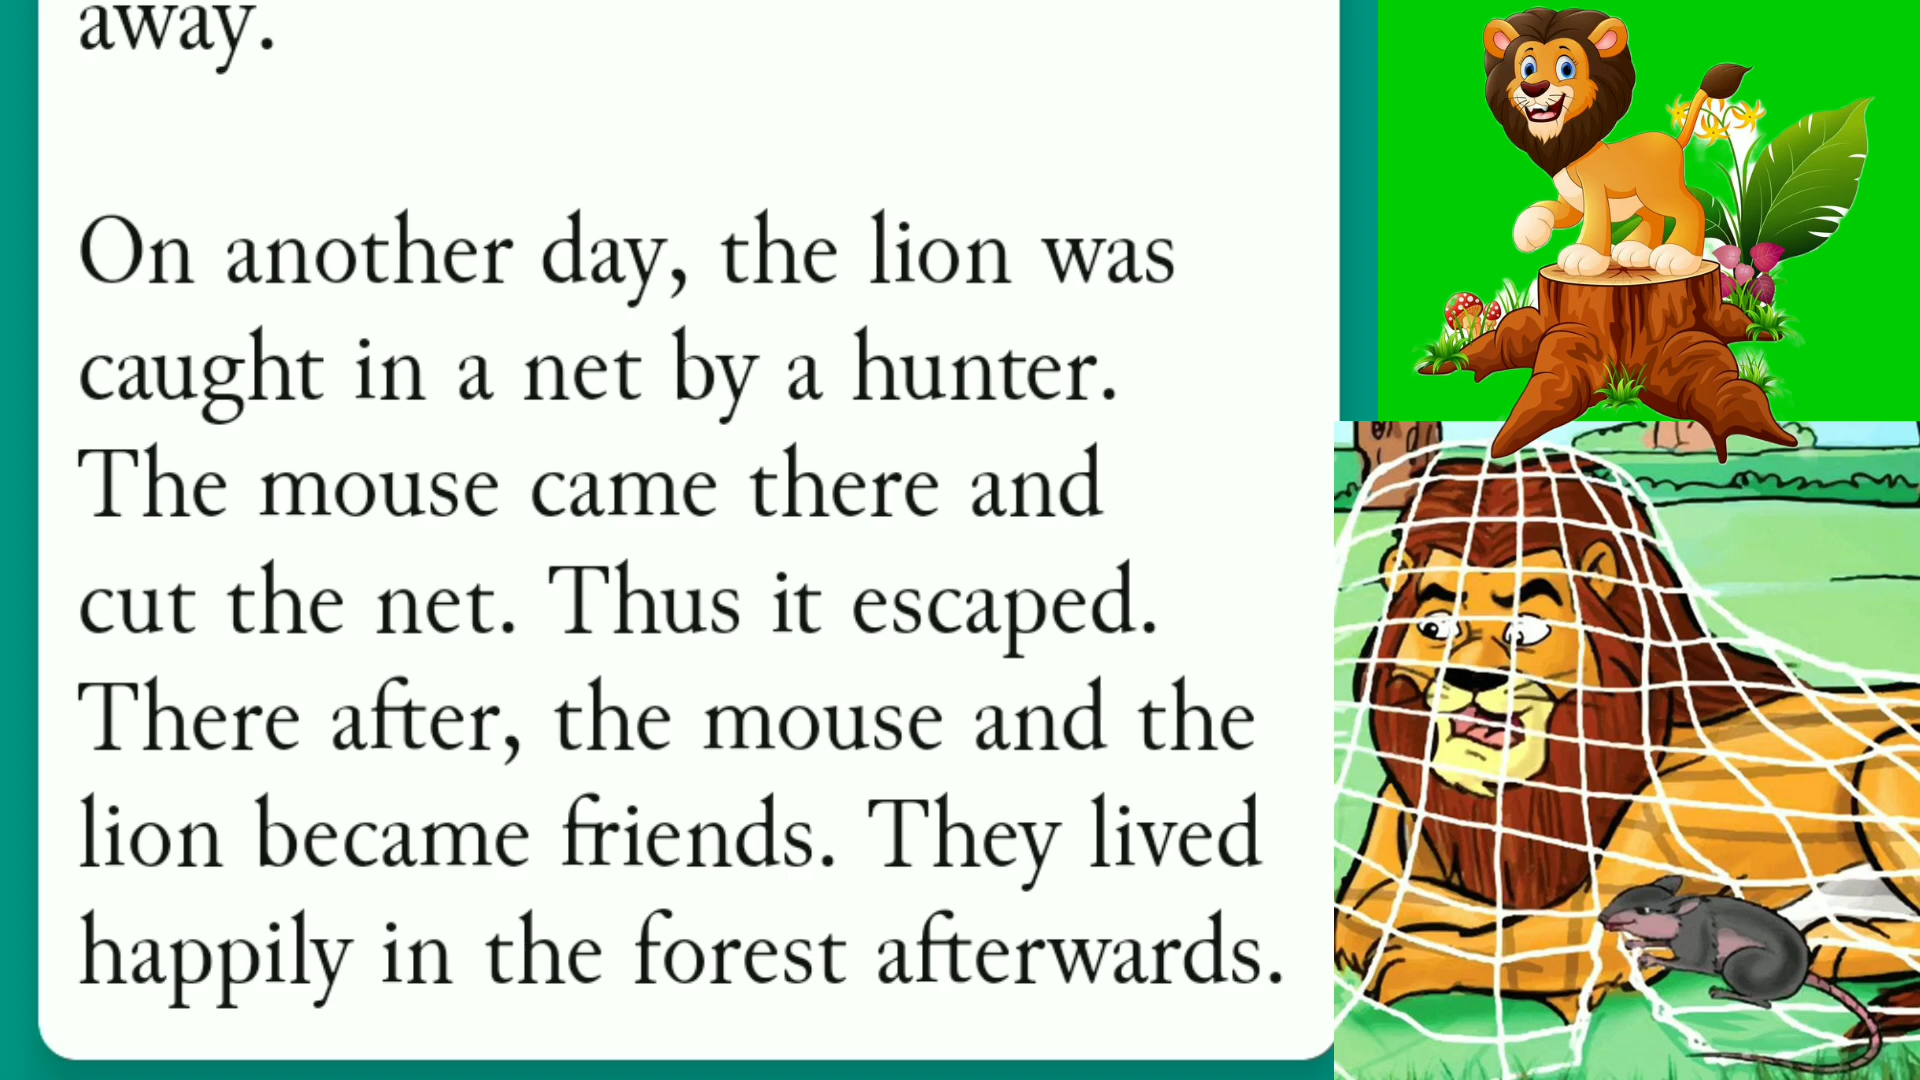 away.
On another day, the lion was
caught in a net by a hunter.
The mouse came there and
cut the net. Thus it escaped.
There after, the mouse and the
lion became friends. They lived
happily in the forest afterwards.